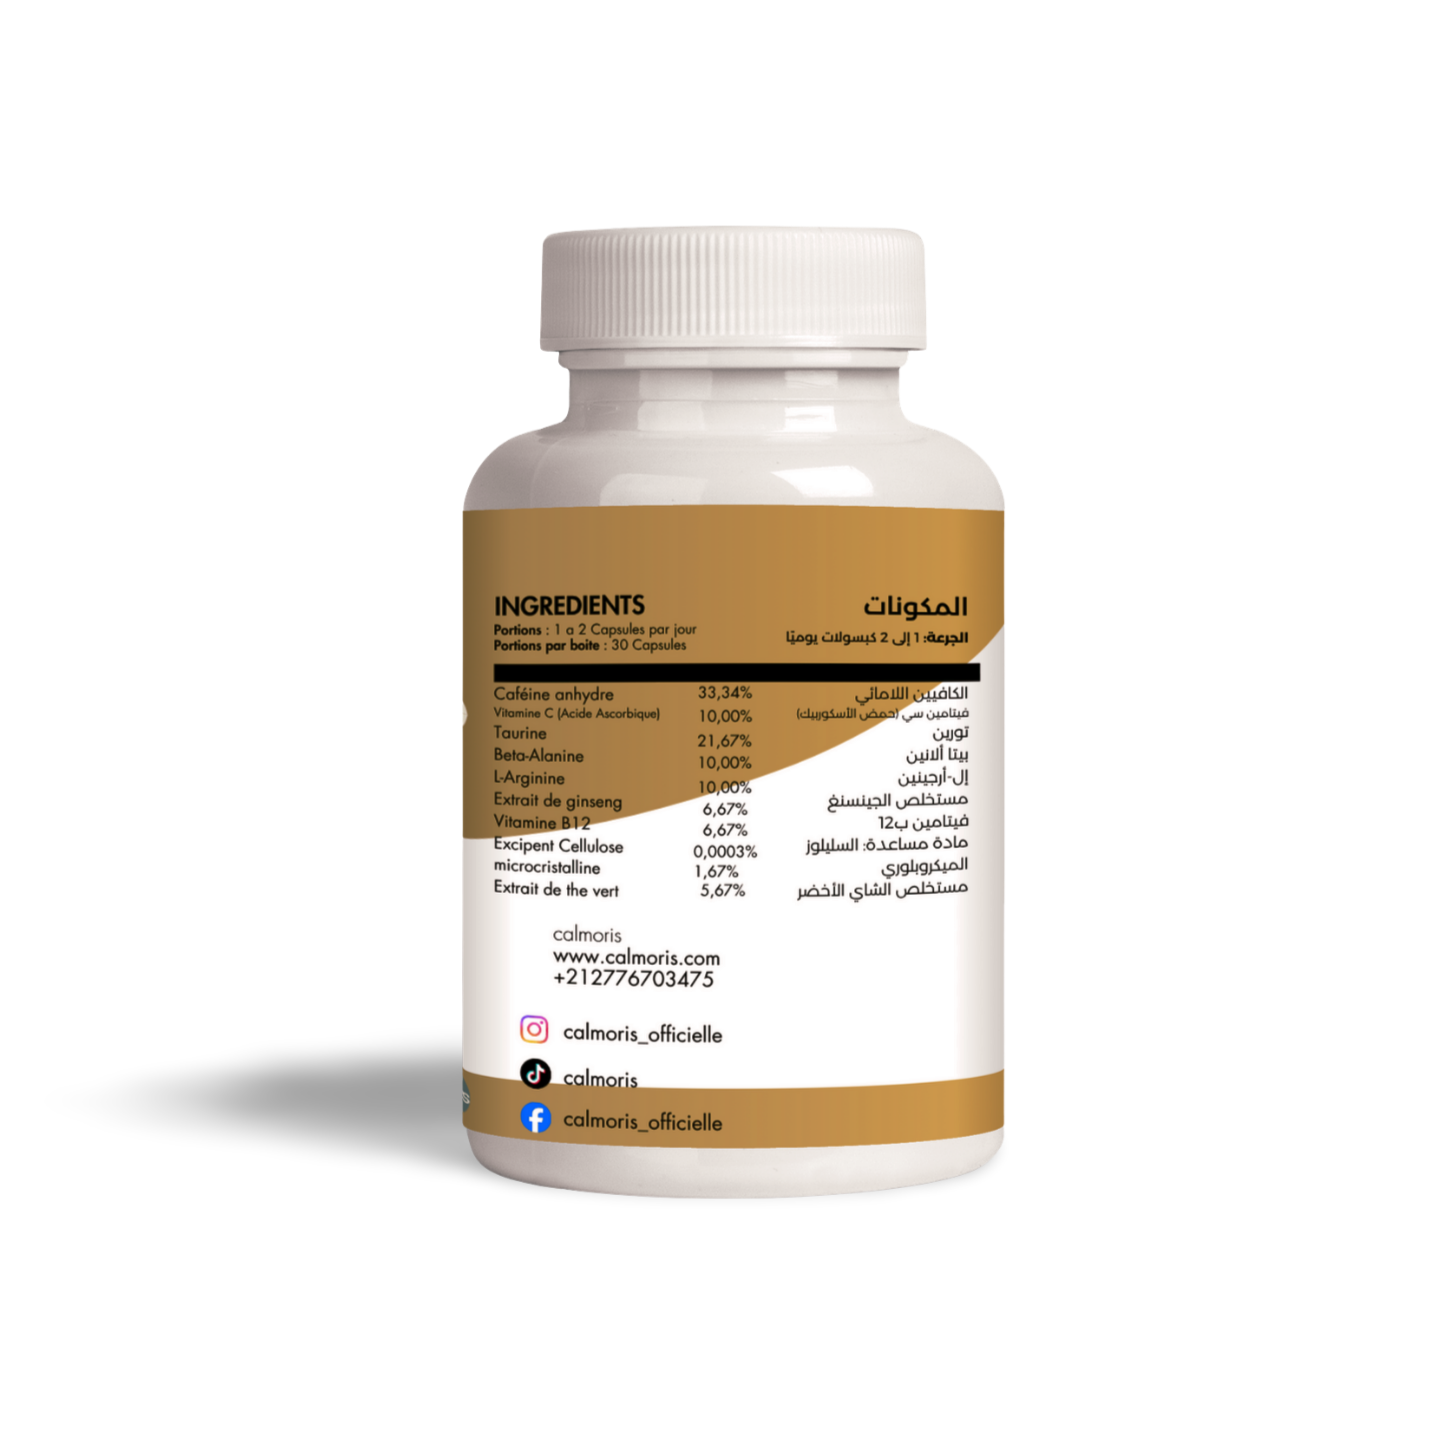 INGREDIENTS
المكونات
Portions : 1 a 2 Capsules par jour
الجرعة: 1 إلى 2 كبسولات يوميًا
Portions par boite : 30 Capsules
Caféine anhydre 33,34% الكافيين اللامائي
Vitamine C (Acide Ascorbique) 10,00% فيتامين سي (حمض الأسكوربيك)
Taurine 21,67% تورين
Beta-Alanine 10,00% بيتا ألانين
L-Arginine 10,00% إل-أرجينين
Extrait de ginseng 6,67% مستخلص الجينسنغ
Vitamine B12 6,67% فيتامين ب12
Excipent Cellulose 0,0003% مادة مساعدة: السليلوز
microcristalline 1,67% الميكروبلوري
Extrait de the vert 5,67% مستخلص الشاي الأخضر
calmoris
www.calmoris.com
+212776703475
calmoris_officielle
calmoris
calmoris_officielle